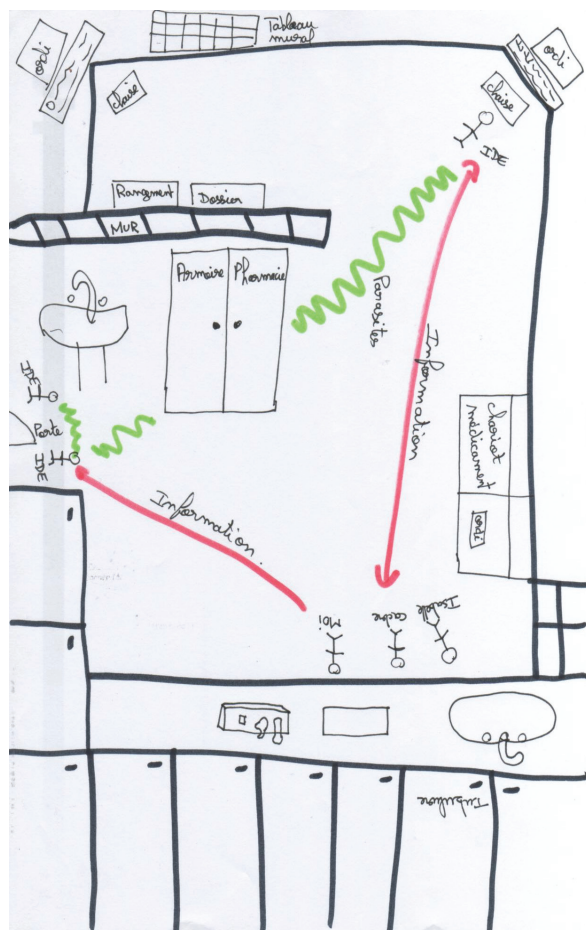 Tableau
mural
ordi
ordi
chaise
chaise
IDE
Rangement
Dossier
MUR
Armoire
Pharmacie
Parasites
Information
IDE
Porte
IDE
Information
chariot
médicament
ordi
Moi
cadre
Isabelle